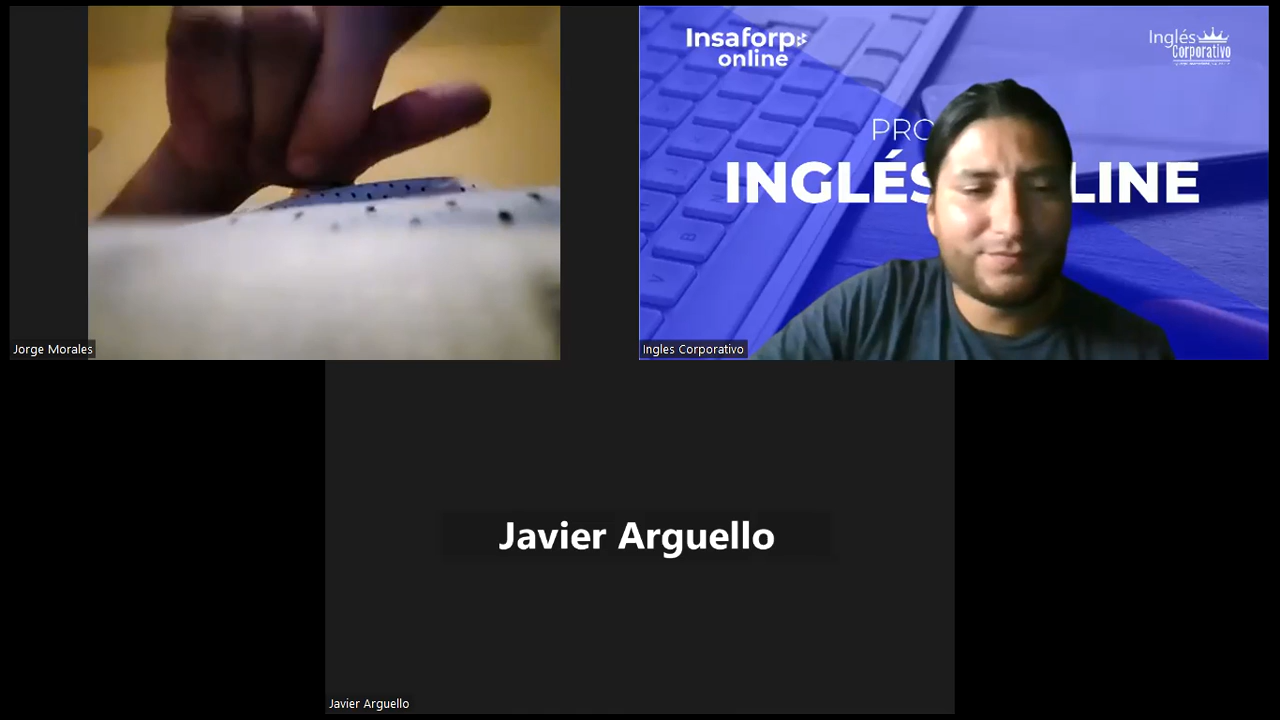 Insaforp
online
Inglés
Corporativo
PRO
INGLÉS
LINE
Jorge Morales
Ingles Corporativo
Javier Arguello
Javier Arguello